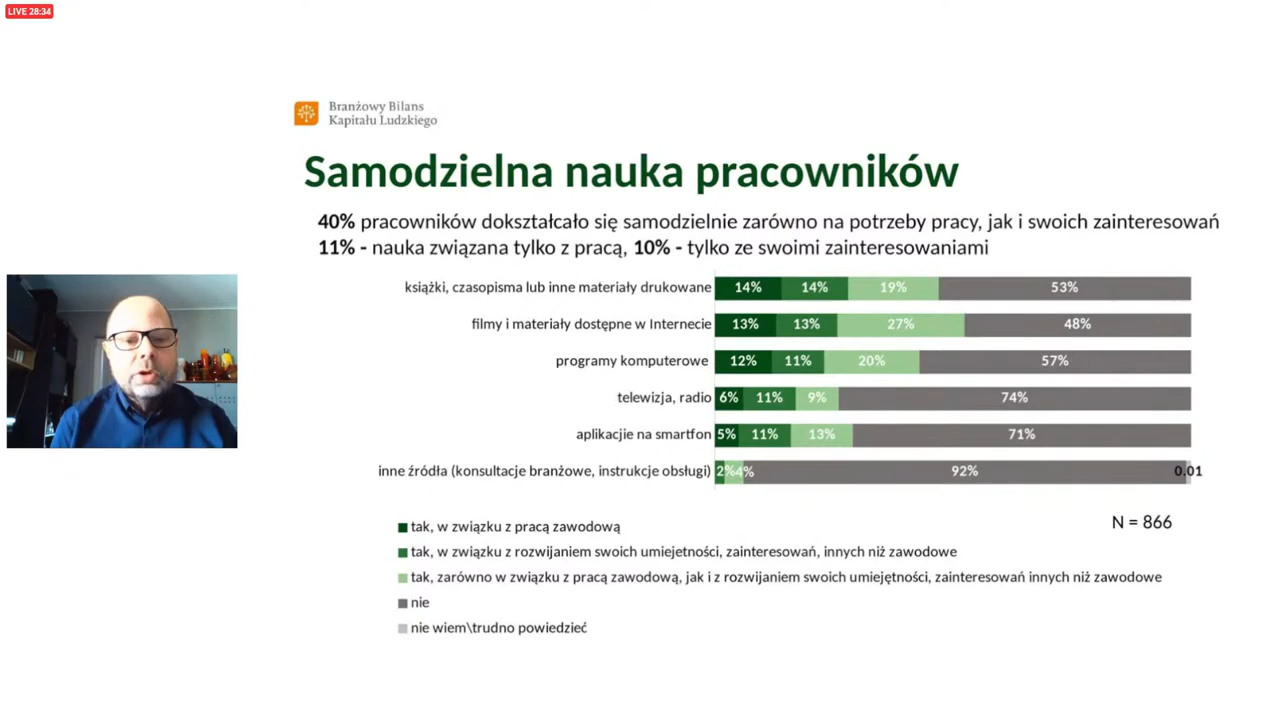 LIVE 28:34
Branżowy Bilans
Kapitału Ludzkiego
Samodzielna nauka pracowników
40% pracowników dokształcało się samodzielnie zarówno na potrzeby pracy, jak i swoich zainteresowań
11% - nauka związana tylko z pracą, 10% - tylko ze swoimi zainteresowaniami
książki, czasopisma lub inne materiały drukowane 14% 14% 19% 53%
filmy i materiały dostępne w Internecie 13% 13% 27% 48%
programy komputerowe 12% 11% 20% 57%
telewizja, radio 6% 11% 9% 74%
aplikacjie na smartfon 5% 11% 13% 71%
inne źródła (konsultacje branżowe, instrukcje obsługi) 2% 4% 92% 0.01
N = 866
tak, w związku z pracą zawodową
tak, w związku z rozwijaniem swoich umiejetności, zainteresowań, innych niż zawodowe
tak, zarówno w związku z pracą zawodową, jak i z rozwijaniem swoich umiejętności, zainteresowań innych niż zawodowe
nie
nie wiem\trudno powiedzieć